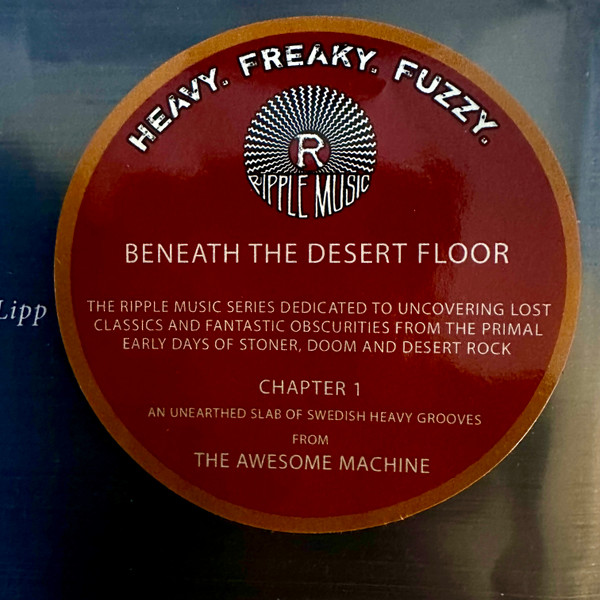 HEAVY. FREAKY. FUZZY.
R
RIPPLE MUSIC
BENEATH THE DESERT FLOOR
Lipp
THE RIPPLE MUSIC SERIES DEDICATED TO UNCOVERING LOST
CLASSICS AND FANTASTIC OBSCURITIES FROM THE PRIMAL
EARLY DAYS OF STONER, DOOM AND DESERT ROCK
CHAPTER 1
AN UNEARTHED SLAB OF SWEDISH HEAVY GROOVES
FROM
THE AWESOME MACHINE